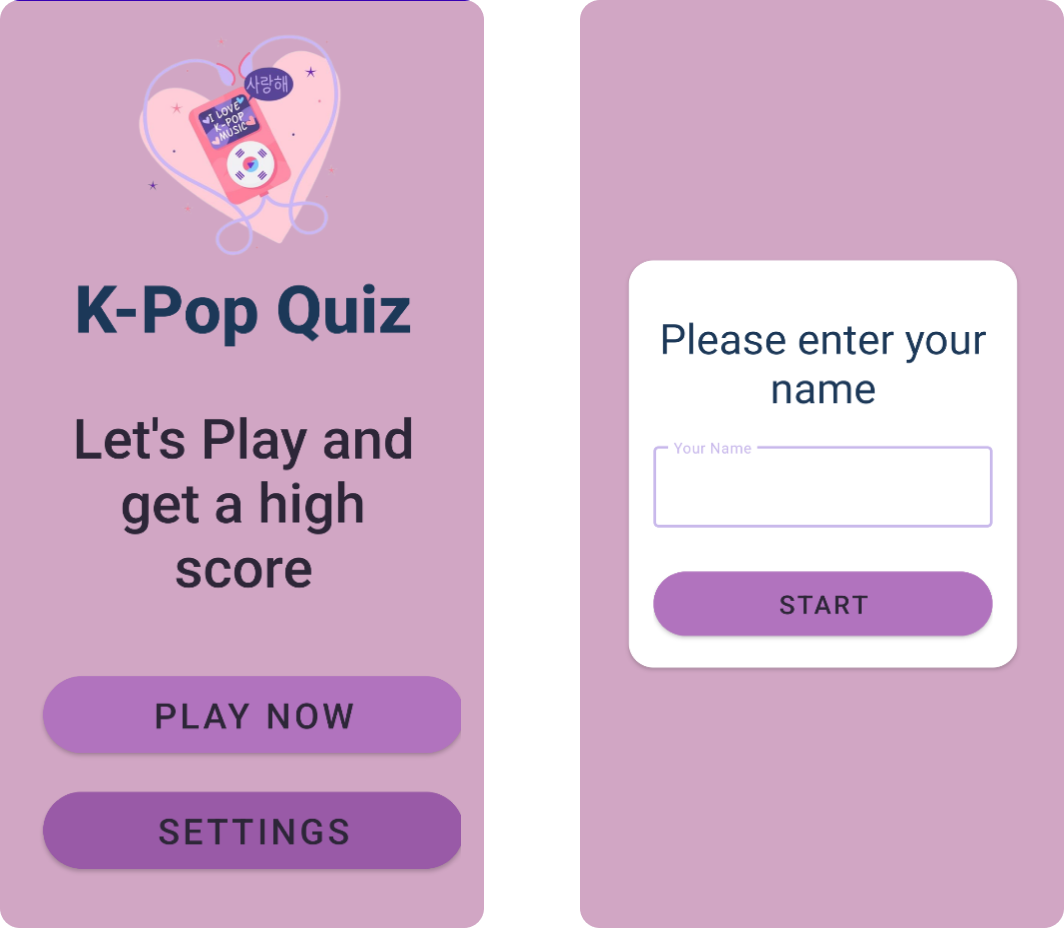 사랑해
I LOVE
K-POP
MUSIC
K-Pop Quiz
Let's Play and
get a high
score
PLAY NOW
SETTINGS
Please enter your
name
Your Name
START